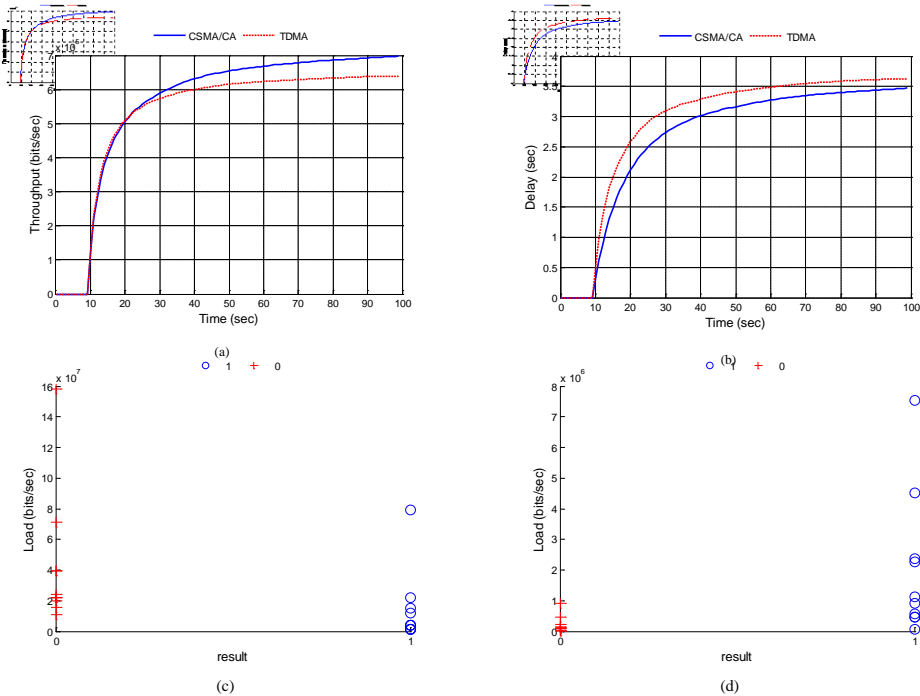 CSMA/CA TDMA
7
6
5
4
3
2
1
0
Throughput (bits/sec)
0 10 20 30 40 50 60 70 80 90 100
Time (sec)
(a)
CSMA/CA TDMA
4
3.5
3
2.5
2
1.5
1
0.5
0
Delay (sec)
0 10 20 30 40 50 60 70 80 90 100
Time (sec)
(b)
1 0
x 10^7
16
14
12
10
8
6
4
2
0
Load (bits/sec)
0 1
result
(c)
1 0
x 10^6
8
7
6
5
4
3
2
1
0
Load (bits/sec)
0 1
result
(d)